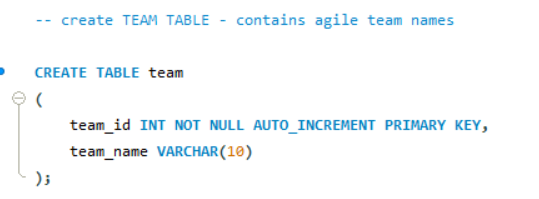 -- create TEAM TABLE - contains agile team names
CREATE TABLE team
(
team_id INT NOT NULL AUTO_INCREMENT PRIMARY KEY,
team_name VARCHAR(10)
);